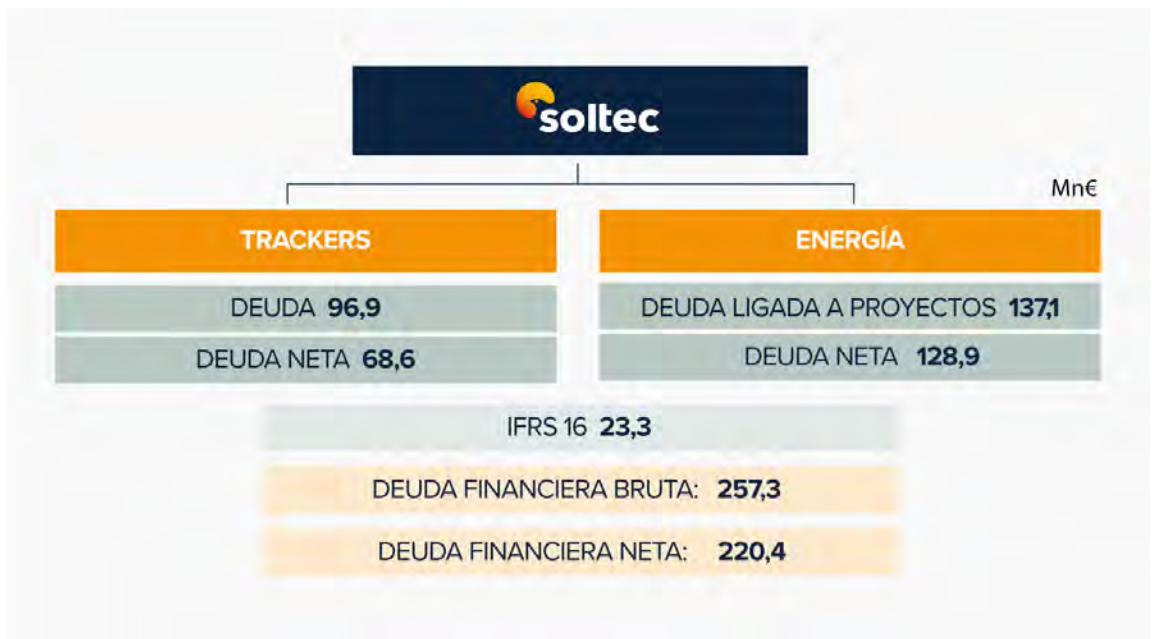 soltec
Mn€
TRACKERS
ENERGÍA
DEUDA 96,9
DEUDA LIGADA A PROYECTOS 137,1
DEUDA NETA 68,6
DEUDA NETA 128,9
IFRS 16 23,3
DEUDA FINANCIERA BRUTA: 257,3
DEUDA FINANCIERA NETA: 220,4